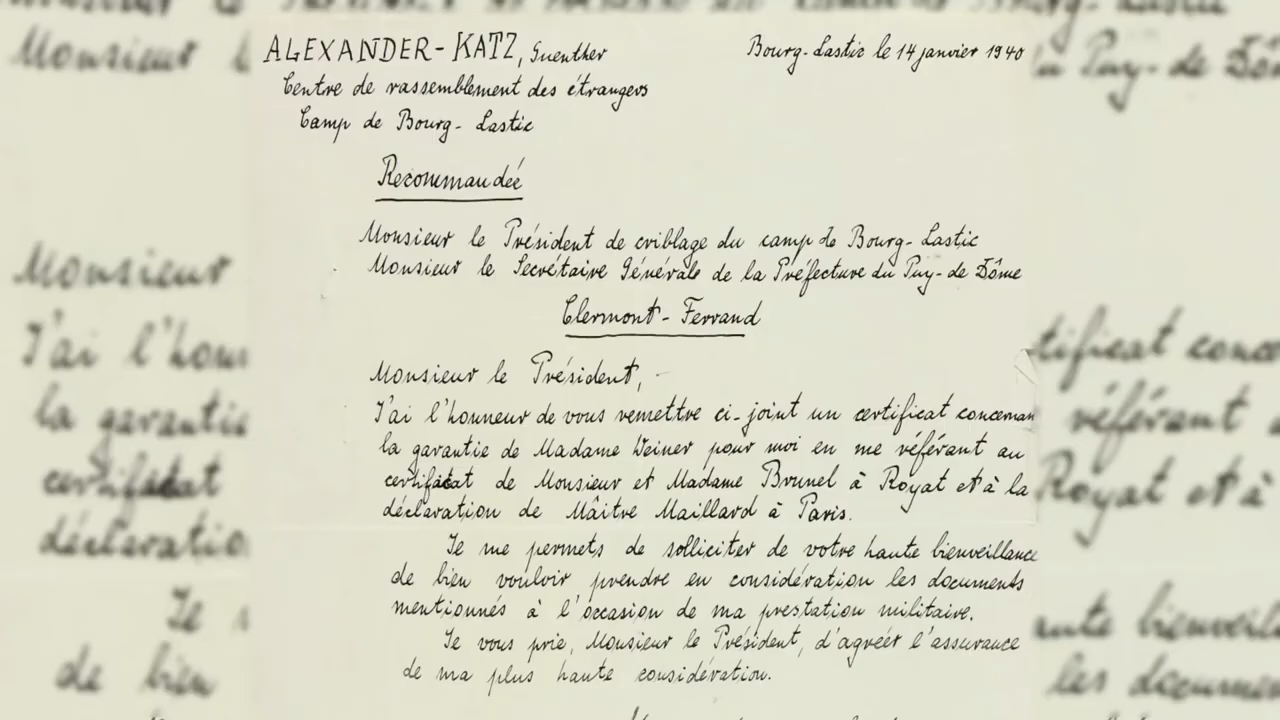 ALEXANDER-KATZ, Guenther
Bourg-Lastic le 14 janvier 1940
Centre de rassemblement des étrangers
Camp de Bourg-Lastic
Recommandée
Monsieur le Président de criblage du camp de Bourg-Lastic
Monsieur le Secrétaire Générale de la Préfecture du Puy-de Dôme
Clermont-Ferrand
Monsieur le Président,
J'ai l'honneur de vous remettre ci-joint un certificat concernan
la garantie de Madame Weiner pour moi en me référant au
certificat de Monsieur et Madame Brunel à Royat et à la
déclaration de Mâitre Maillard à Paris.
Je me permets de solliciter de votre haute bienveillance
de bien vouloir prendre en considération les documents
mentionnés à l'occasion de ma prestation militaire.
Je vous prie, Monsieur le Président, d'agréér l'assurance
de ma plus haute considération.